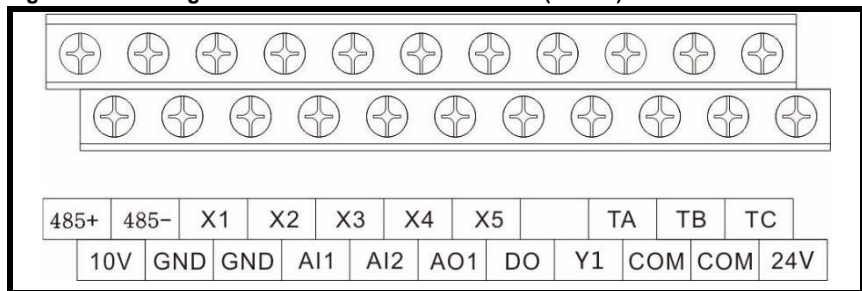 485+ 485- X1 X2 X3 X4 X5 TA TB TC
10V GND GND AI1 AI2 AO1 DO Y1 COM COM 24V